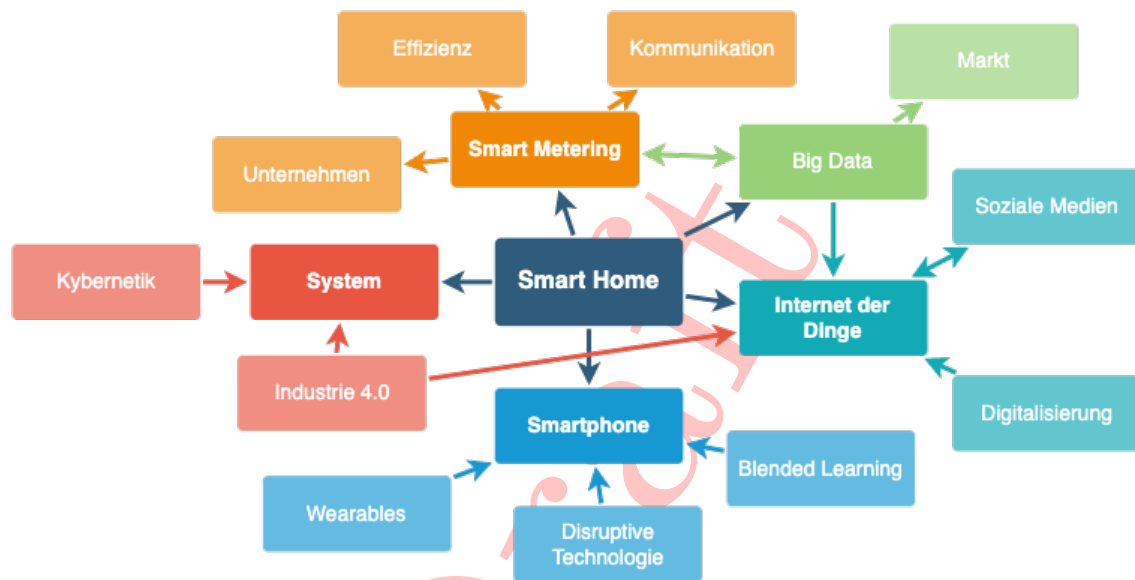 Effizienz
Kommunikation
Markt
Smart Metering
Big Data
Unternehmen
Soziale Medien
Kybernetik
System
Smart Home
Internet der
Dinge
Industrie 4.0
Smartphone
Digitalisierung
Blended Learning
Wearables
Disruptive
Technologie